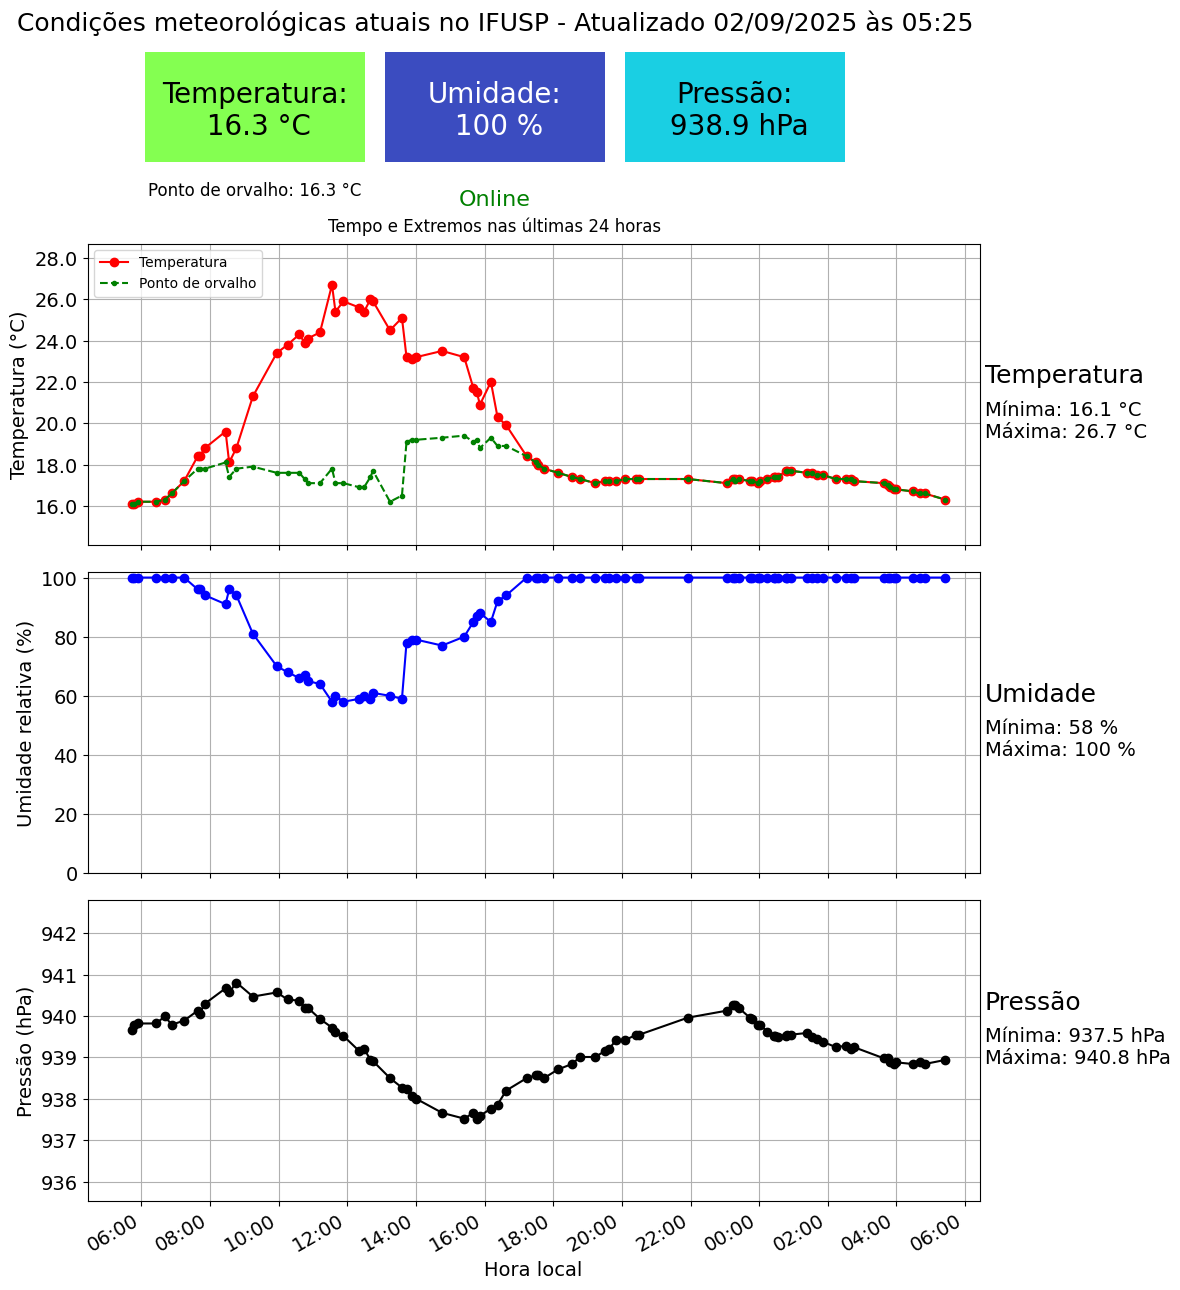 Condições meteorológicas atuais no IFUSP - Atualizado 02/09/2025 às 05:25
Temperatura:
16.3 °C
Umidade:
100 %
Pressão:
938.9 hPa
Ponto de orvalho: 16.3 °C
Online
Tempo e Extremos nas últimas 24 horas
Temperatura (°C)
28.0
26.0
24.0
22.0
20.0
18.0
16.0
Temperatura
Ponto de orvalho
Temperatura
Mínima: 16.1 °C
Máxima: 26.7 °C
Umidade relativa (%)
100
80
60
40
20
0
Umidade
Mínima: 58 %
Máxima: 100 %
Pressão (hPa)
942
941
940
939
938
937
936
Pressão
Mínima: 937.5 hPa
Máxima: 940.8 hPa
06:00
08:00
10:00
12:00
14:00
16:00
18:00
20:00
22:00
00:00
02:00
04:00
06:00
Hora local